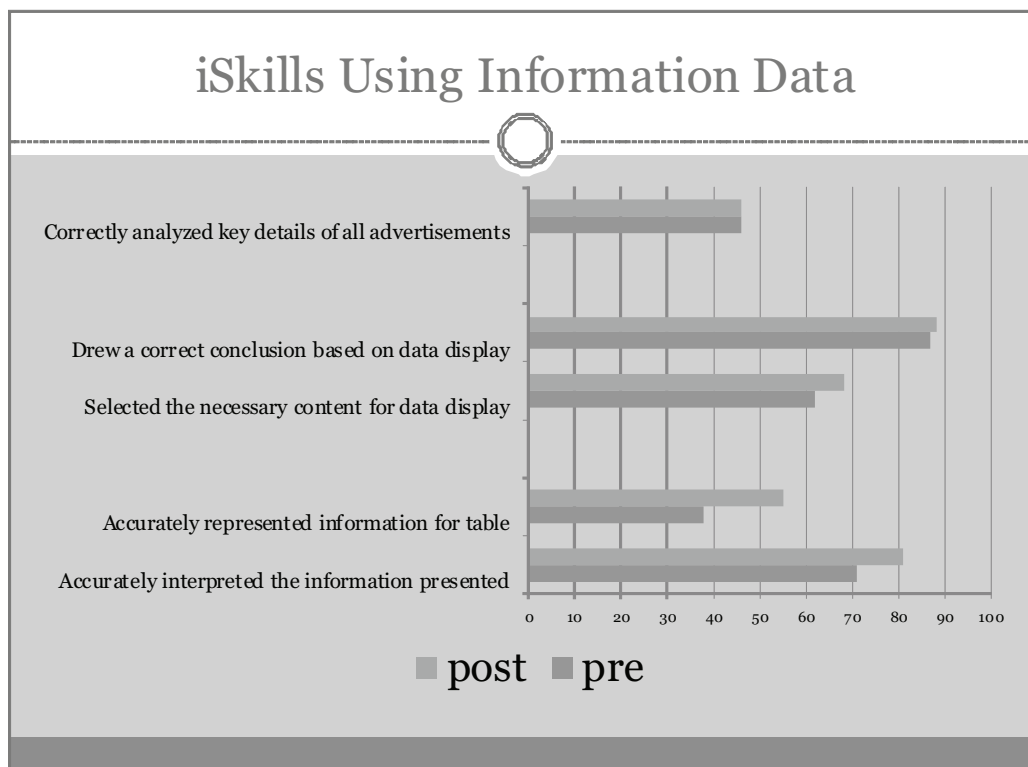 iSkills Using Information Data
Correctly analyzed key details of all advertisements
Drew a correct conclusion based on data display
Selected the necessary content for data display
Accurately represented information for table
Accurately interpreted the information presented
0 10 20 30 40 50 60 70 80 90 100
post pre